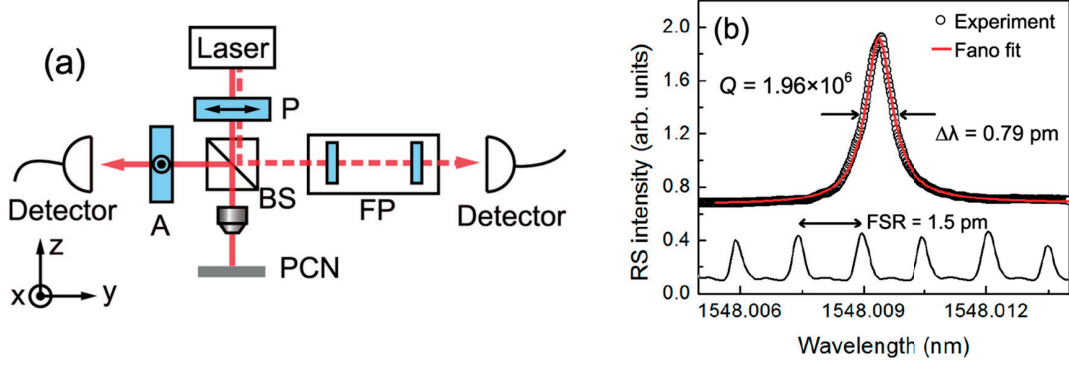 (a)
Laser
P
BS
FP
Detector
A
Detector
PCN
z
x
y
(b)
Experiment
Fano fit
Q = 1.96×10⁶
Δλ = 0.79 pm
FSR = 1.5 pm
RS intensity (arb. units)
2.0
1.6
1.2
0.8
0.4
0.0
1548.006
1548.009
1548.012
Wavelength (nm)